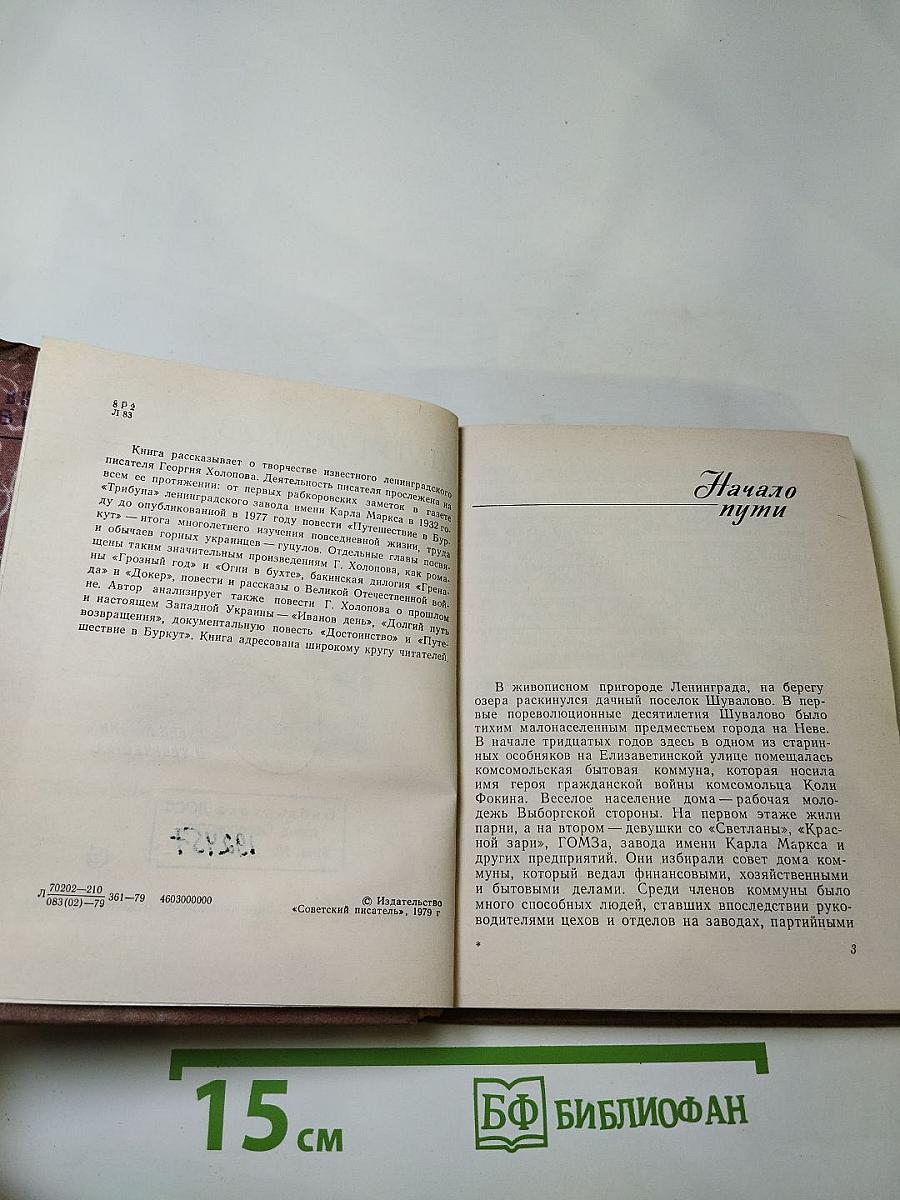 8 Р 2
Л 83
Книга рассказывает о творчестве известного ленинградского
писателя Георгия Холопова. Деятельность писателя прослежена на
всем ее протяжении: от первых рабкоровских заметок в газете
«Трибуна» ленинградского завода имени Карла Маркса в 1932 го-
ду до опубликованной в 1977 году повести «Путешествие в Бур-
кут» — итога многолетнего изучения повседневной жизни, труда
и обычаев горных украинцев — гуцулов. Отдельные главы посвя-
щены таким значительным произведениям Г. Холопова, как рома-
ны «Грозный год» и «Огни в бухте», бакинская дилогия «Грена-
да» и «Докер», повести и рассказы о Великой Отечественной вой-
не. Автор анализирует также повести Г. Холопова о прошлом
и настоящем Западной Украины — «Иванов день», «Долгий путь
возвращения», документальную повесть «Достоинство» и «Путе-
шествие в Буркут». Книга адресована широкому кругу читателей.
192457
Л 70202—210
083(02)—79 361—79 4603000000
© Издательство
«Советский писатель», 1979 г
Начало
пути
В живописном пригороде Ленинграда, на берегу
озера раскинулся дачный поселок Шувалово. В пер-
вые пореволюционные десятилетия Шувалово было
тихим малонаселенным предместьем города на Неве.
В начале тридцатых годов здесь в одном из старин-
ных особняков на Елизаветинской улице помещалась
комсомольская бытовая коммуна, которая носила
имя героя гражданской войны комсомольца Коли
Фокина. Веселое население дома — рабочая моло-
дежь Выборгской стороны. На первом этаже жили
парни, а на втором — девушки со «Светланы», «Крас-
ной зари», ГОМЗа, завода имени Карла Маркса и
других предприятий. Они избирали совет дома ком-
муны, который ведал финансовыми, хозяйственными
и бытовыми делами. Среди членов коммуны было
много способных людей, ставших впоследствии руко-
водителями цехов и отделов на заводах, партийными
*
3
15 см
БФ БИБЛИОФАН